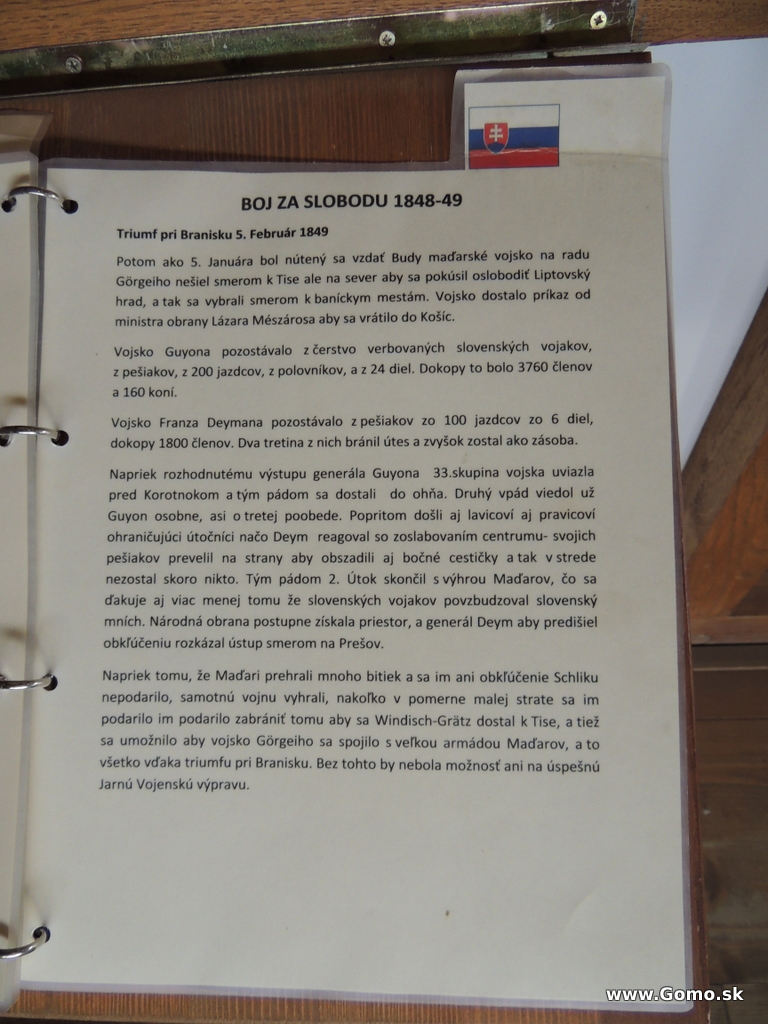 BOJ ZA SLOBODU 1848-49
Triumf pri Branisku 5. Február 1849
Potom ako 5. Januára bol nútený sa vzdať Budy maďarské vojsko na radu
Görgeiho nešiel smerom k Tise ale na sever aby sa pokúsil oslobodiť Liptovský
hrad, a tak sa vybrali smerom k baníckym mestám. Vojsko dostalo príkaz od
ministra obrany Lázara Mészárosa aby sa vrátilo do Košíc.
Vojsko Guyona pozostávalo z čerstvo verbovaných slovenských vojakov,
z pešiakov, z 200 jazdcov, z polovníkov, a z 24 diel. Dokopy to bolo 3760 členov
a 160 koní.
Vojsko Franza Deymana pozostávalo z pešiakov zo 100 jazdcov zo 6 diel,
dokopy 1800 členov. Dva tretina z nich bránil útes a zvyšok zostal ako zásoba.
Napriek rozhodnutému výstupu generála Guyona 33.skupina vojska uviazla
pred Korotnokom a tým pádom sa dostali do ohňa. Druhý vpád viedol už
Guyon osobne, asi o tretej poobede. Popritom došli aj lavicoví aj pravicoví
ohraničujúci útočníci načo Deym reagoval so zoslabovaním centrumu- svojich
pešiakov prevelil na strany aby obszadili aj bočné cestičky a tak v strede
nezostal skoro nikto. Tým pádom 2. Útok skončil s výhrou Maďarov, čo sa
ďakuje aj viac menej tomu že slovenských vojakov povzbudzoval slovenský
mních. Národná obrana postupne získala priestor, a generál Deym aby predišiel
obkľúčeniu rozkázal ústup smerom na Prešov.
Napriek tomu, že Maďari prehrali mnoho bitiek a sa im ani obkľúčenie Schliku
nepodarilo, samotnú vojnu vyhrali, nakoľko v pomerne malej strate sa im
podarilo im podarilo zabrániť tomu aby sa Windisch-Grätz dostal k Tise, a tiež
sa umožnilo aby vojsko Görgeiho sa spojilo s veľkou armádou Maďarov, a to
všetko vďaka triumfu pri Branisku. Bez tohto by nebola možnosť ani na úspešnú
Jarnú Vojenskú výpravu.
www.Gomo.sk